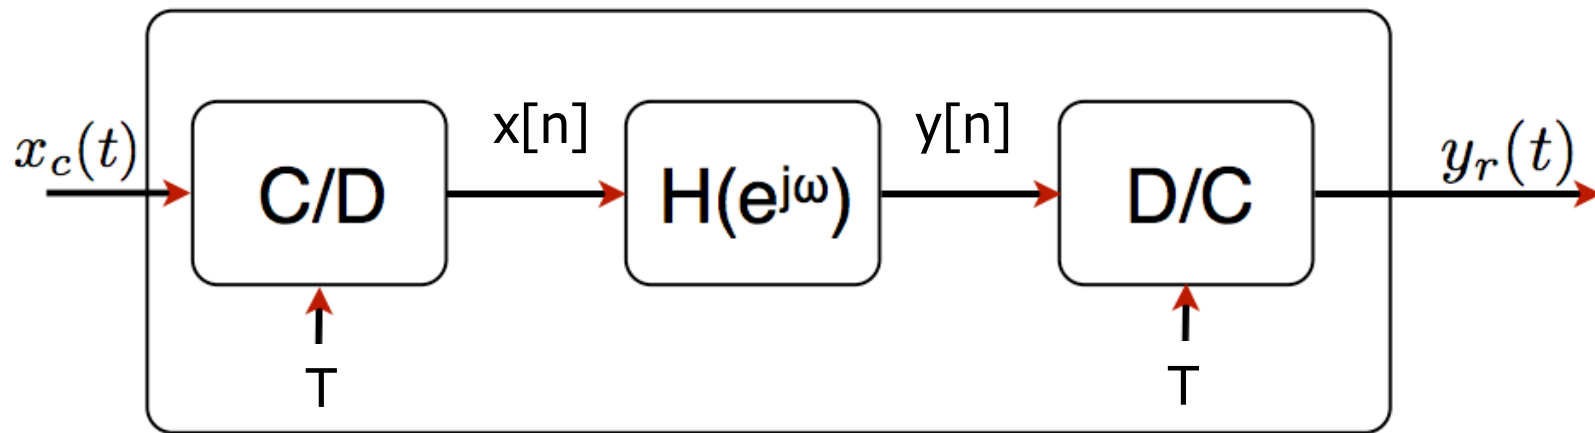 x_c(t)
C/D
x[n]
H(e^{jω})
y[n]
D/C
y_r(t)
T
T